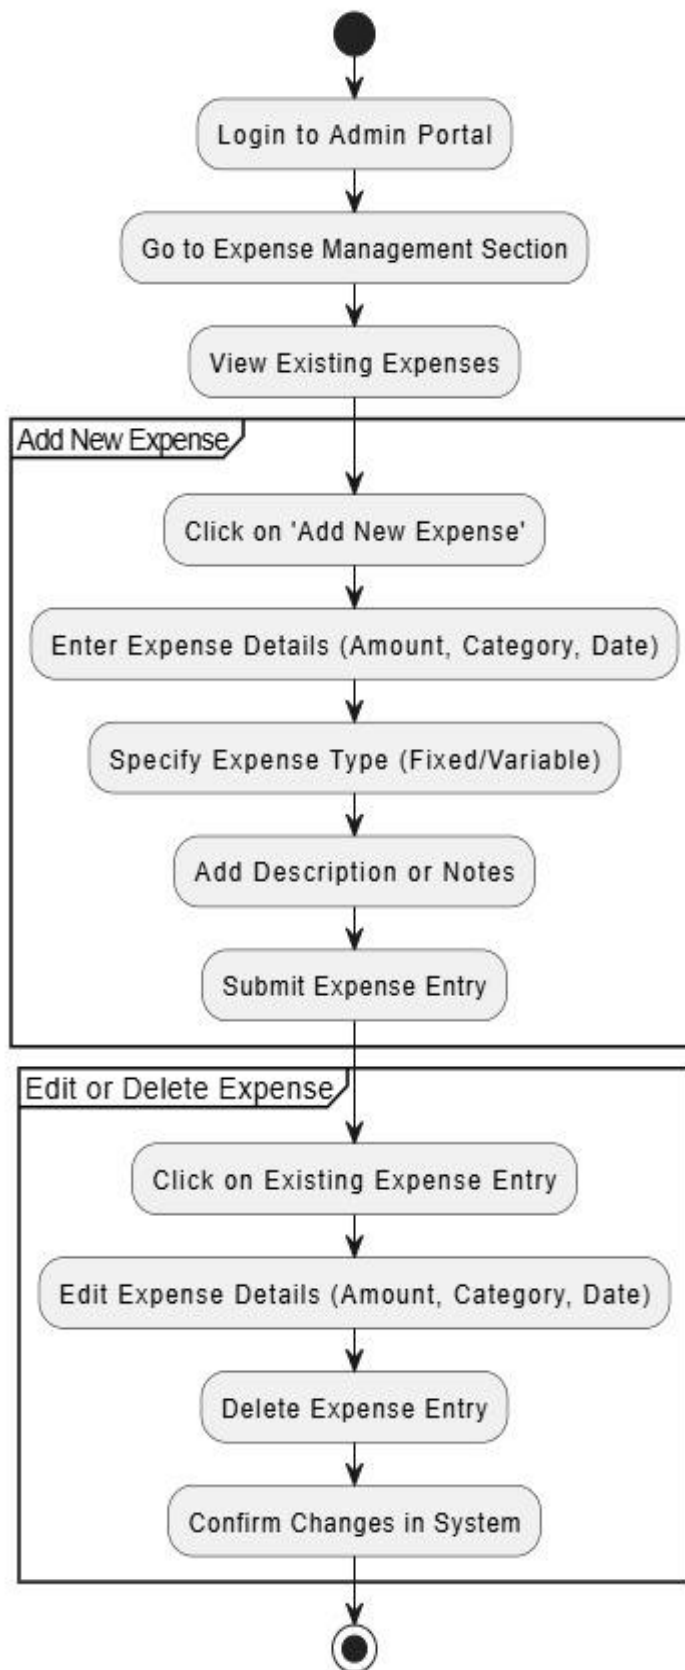 Login to Admin Portal
Go to Expense Management Section
View Existing Expenses
Add New Expense
Click on 'Add New Expense'
Enter Expense Details (Amount, Category, Date)
Specify Expense Type (Fixed/Variable)
Add Description or Notes
Submit Expense Entry
Edit or Delete Expense
Click on Existing Expense Entry
Edit Expense Details (Amount, Category, Date)
Delete Expense Entry
Confirm Changes in System